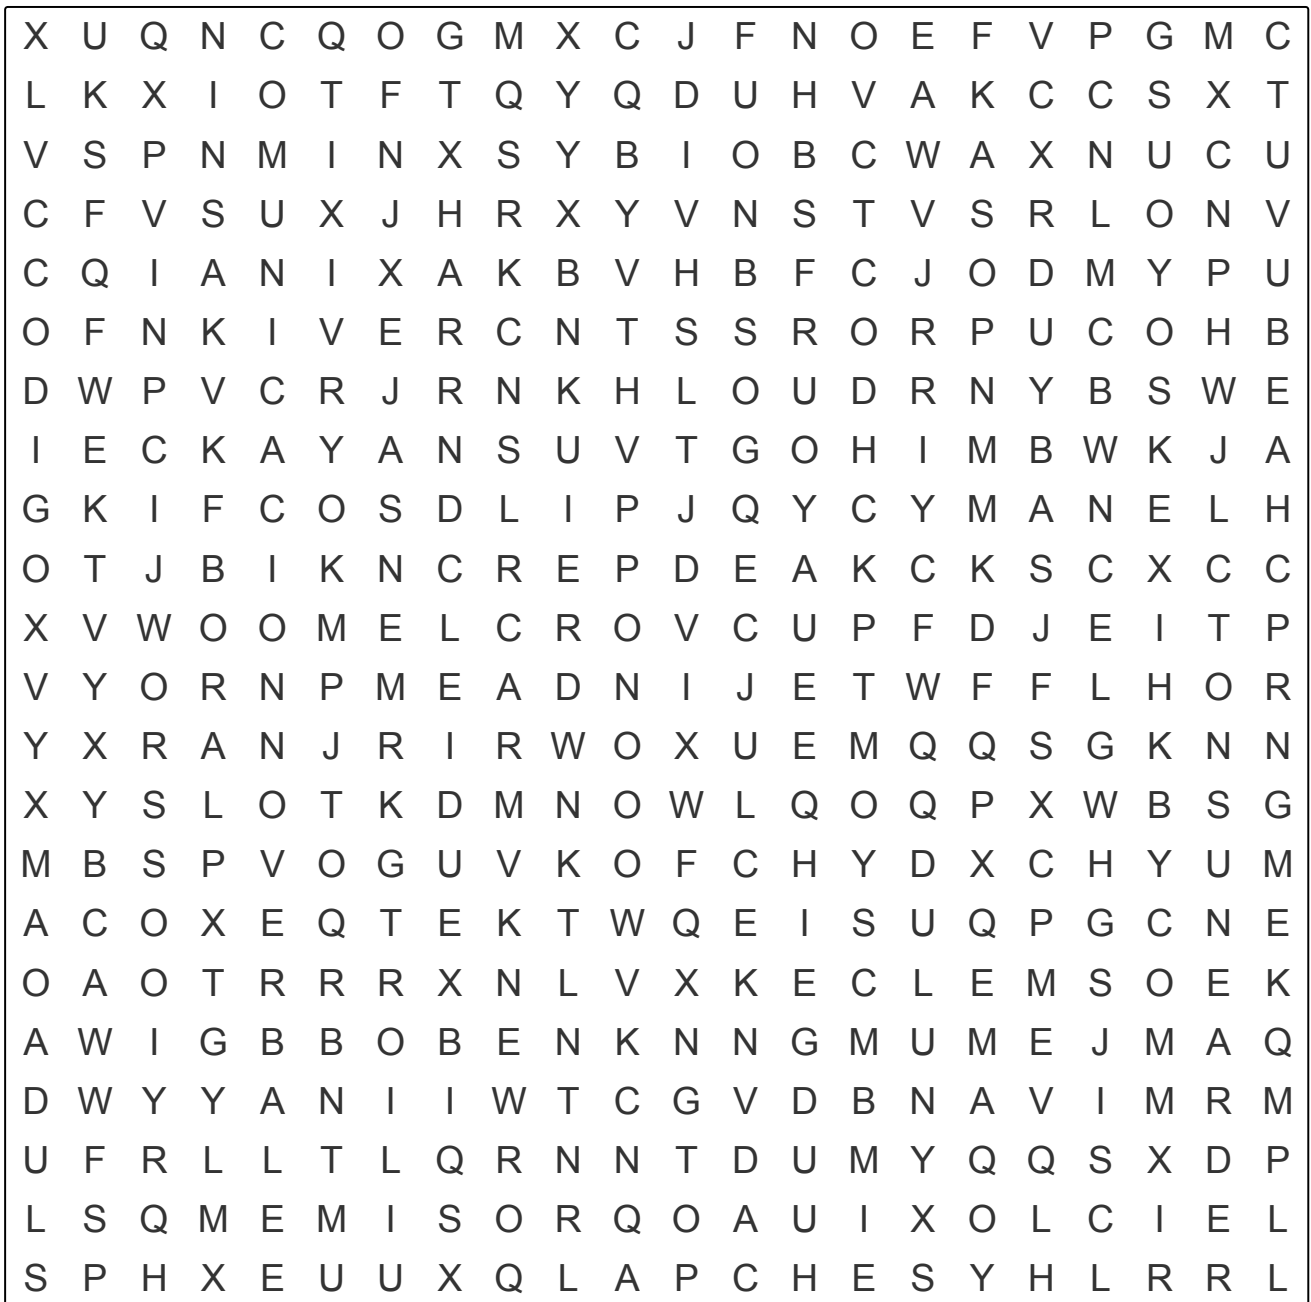 X U Q N C Q O G M X C J F N O E F V P G M C
L K X I O T F T Q Y Q D U H V A K C C S X T
V S P N M I N X S Y B I O B C W A X N U C U
C F V S U X J H R X Y V N S T V S R L O N V
C Q I A N I X A K B V H B F C J O D M Y P U
O F N K I V E R C N T S S R O R P U C O H B
D W P V C R J R N K H L O U D R N Y B S W E
I E C K A Y A N S U V T G O H I M B W K J A
G K I F C O S D L I P J Q Y C Y M A N E L H
O T J B I K N C R E P D E A K C K S C X C C
X V W O O M E L C R O V C U P F D J E I T P
V Y O R N P M E A D N I J E T W F F L H O R
Y X R A N J R I R W O X U E M Q Q S G K N N
X Y S L O T K D M N O W L Q O Q P X W B S G
M B S P V O G U V K O F C H Y D X C H Y U M
A C O X E Q T E K T W Q E I S U Q P G C N E
O A O T R R R X N L V X K E C L E M S O E K
A W I G B B O B E N K N N G M U M E J M A Q
D W Y Y A N I I W T C G V D B N A V I M R M
U F R L L T L Q R N N T D U M Y Q Q S X D P
L S Q M E M I S O R Q O A U I X O L C I E L
S P H X E U U X Q L A P C H E S Y H L R R L